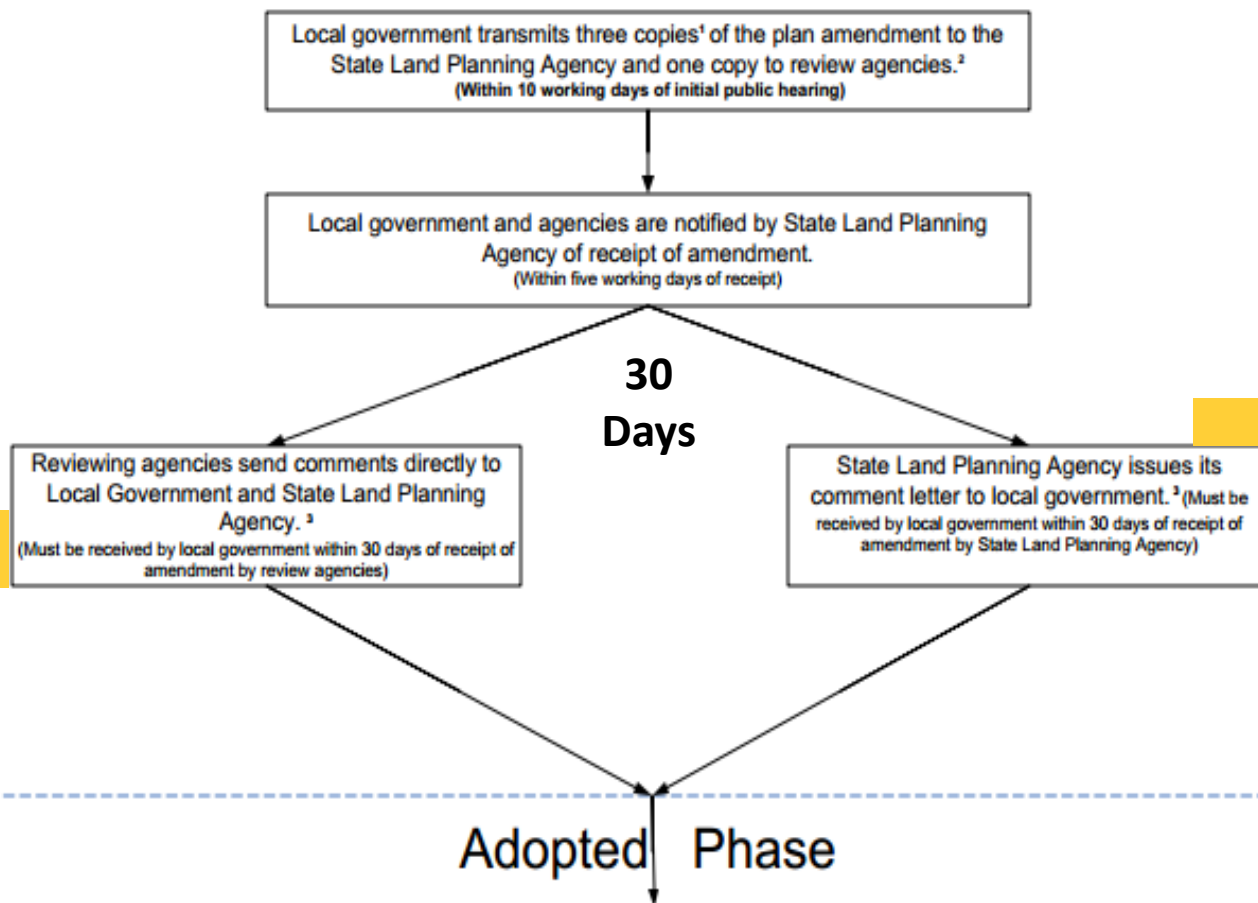 Local government transmits three copies¹ of the plan amendment to the
State Land Planning Agency and one copy to review agencies.²
(Within 10 working days of initial public hearing)
Local government and agencies are notified by State Land Planning
Agency of receipt of amendment.
(Within five working days of receipt)
30
Days
Reviewing agencies send comments directly to
Local Government and State Land Planning
Agency. ³
(Must be received by local government within 30 days of receipt of
amendment by review agencies)
State Land Planning Agency issues its
comment letter to local government. ³ (Must be
received by local government within 30 days of receipt of
amendment by State Land Planning Agency)
Adopted Phase